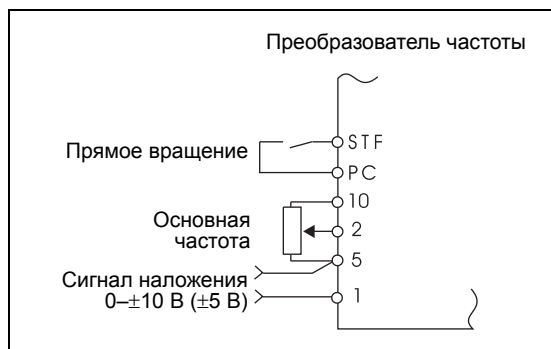 Преобразователь частоты
STF
Прямое вращение
PC
10
Основная
частота
2
5
Сигнал наложения
0–±10 В (±5 В)
1